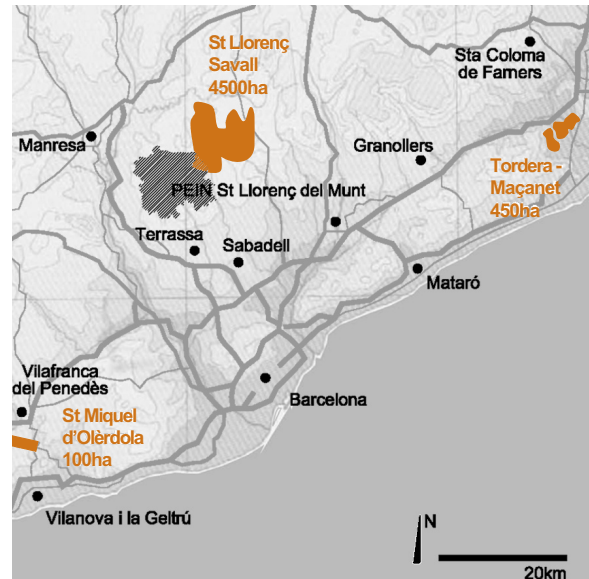 St Llorenç
Savall
4500ha
Sta Coloma
de Farners
Manresa
Granollers
Tordera -
Maçanet
450ha
PEIN St Llorenç del Munt
Terrassa
Sabadell
Mataró
Vilafranca
del Penedès
Barcelona
St Miquel
d'Olèrdola
100ha
Vilanova i la Geltrú
N
20km